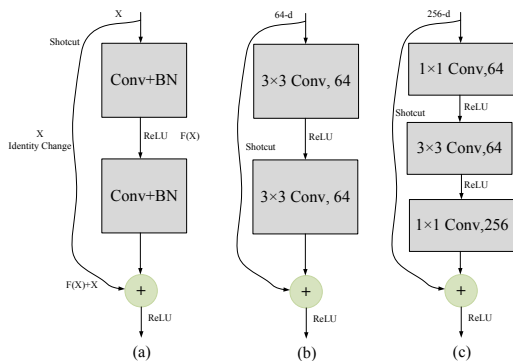 X
Shotcut
Conv+BN
X
Identity Change
ReLU
F(X)
Conv+BN
F(X)+X
+
ReLU
(a)
64-d
3×3 Conv, 64
ReLU
Shotcut
3×3 Conv, 64
+
ReLU
(b)
256-d
1×1 Conv,64
ReLU
Shotcut
3×3 Conv,64
ReLU
1×1 Conv,256
+
ReLU
(c)